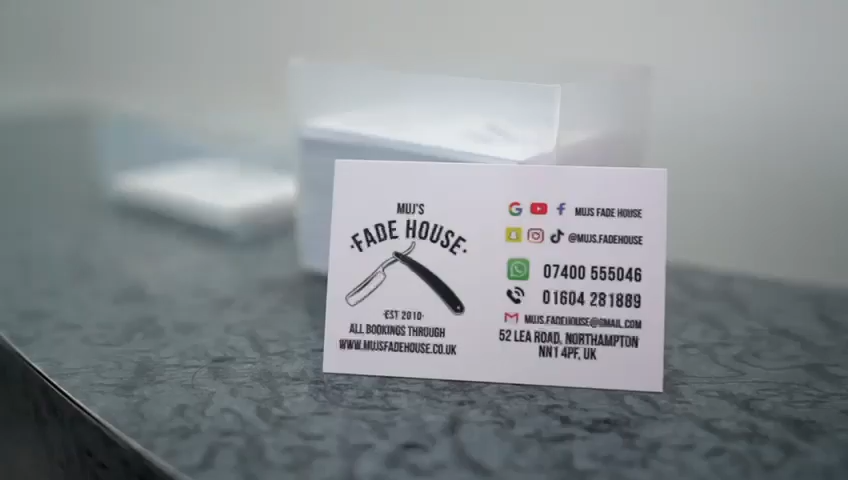 MUJ'S
·FADE HOUSE·
·EST 2010·
ALL BOOKINGS THROUGH
WWW.MUJSFADEHOUSE.CO.UK
MUJS FADE HOUSE
@MUJS.FADEHOUSE
07400 555046
01604 281889
MUJS.FADEHOUSE@GMAIL.COM
52 LEA ROAD, NORTHAMPTON
NN1 4PF, UK